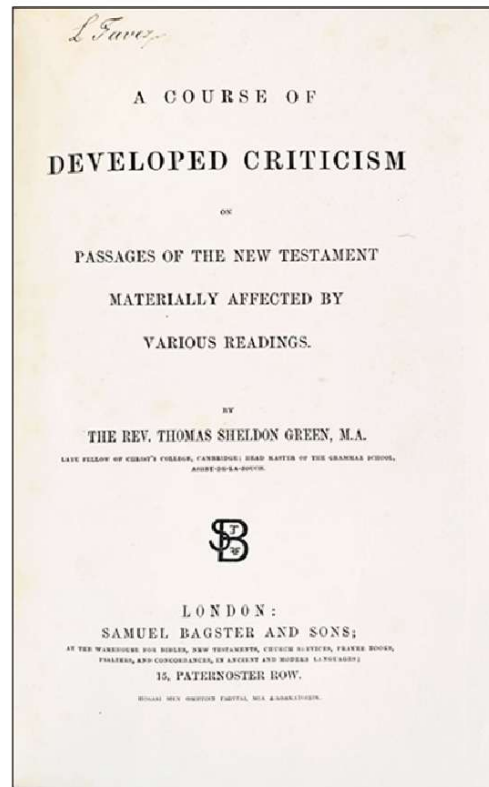 L Favez
A COURSE OF
DEVELOPED CRITICISM
ON
PASSAGES OF THE NEW TESTAMENT
MATERIALLY AFFECTED BY
VARIOUS READINGS.
BY
THE REV. THOMAS SHELDON GREEN, M.A.
LATE FELLOW OF CHRIST'S COLLEGE, CAMBRIDGE; HEAD MASTER OF THE GRAMMAR SCHOOL,
ASHBY-DE-LA-ZOUCH.
SB
LONDON:
SAMUEL BAGSTER AND SONS;
AT THE WAREHOUSE FOR BIBLES, NEW TESTAMENTS, CHURCH SERVICES, PRAYER BOOKS,
PSALTERS, AND CONCORDANCES, IN ANCIENT AND MODERN LANGUAGES;
15, PATERNOSTER ROW.